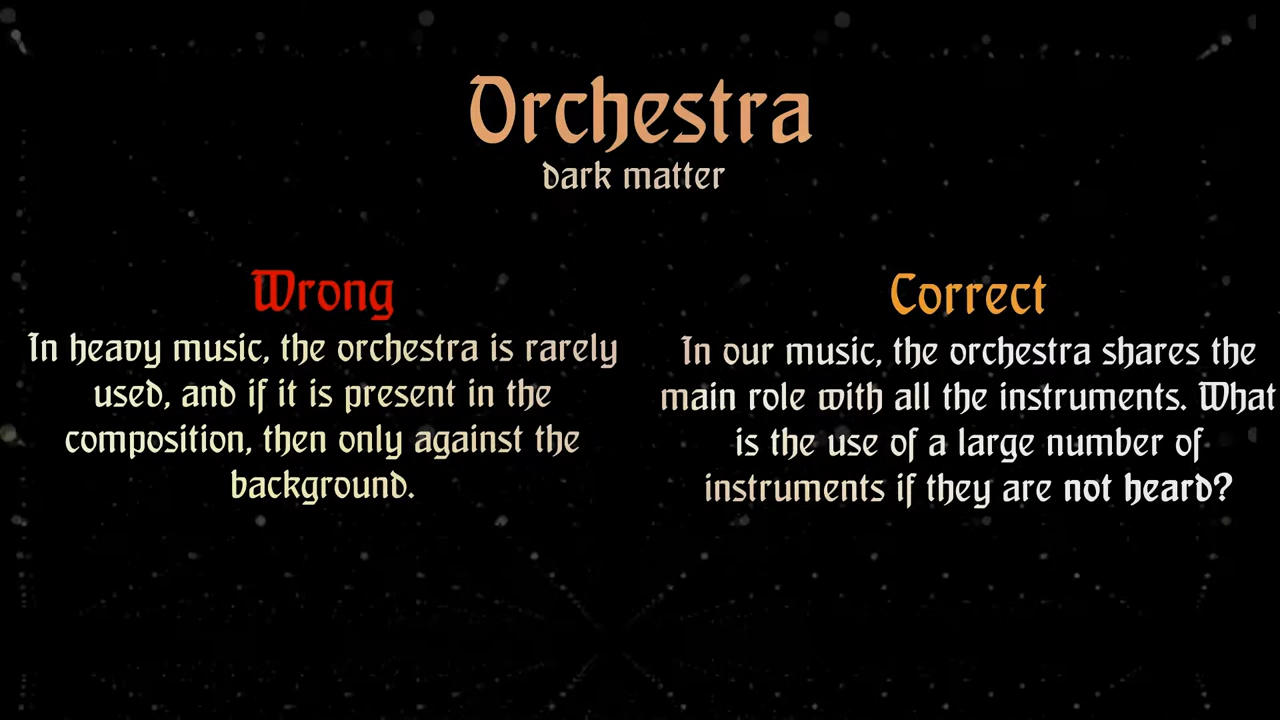 Orchestra
dark matter
Wrong
In heavy music, the orchestra is rarely
used, and if it is present in the
composition, then only against the
background.
Correct
In our music, the orchestra shares the
main role with all the instruments. What
is the use of a large number of
instruments if they are not heard?